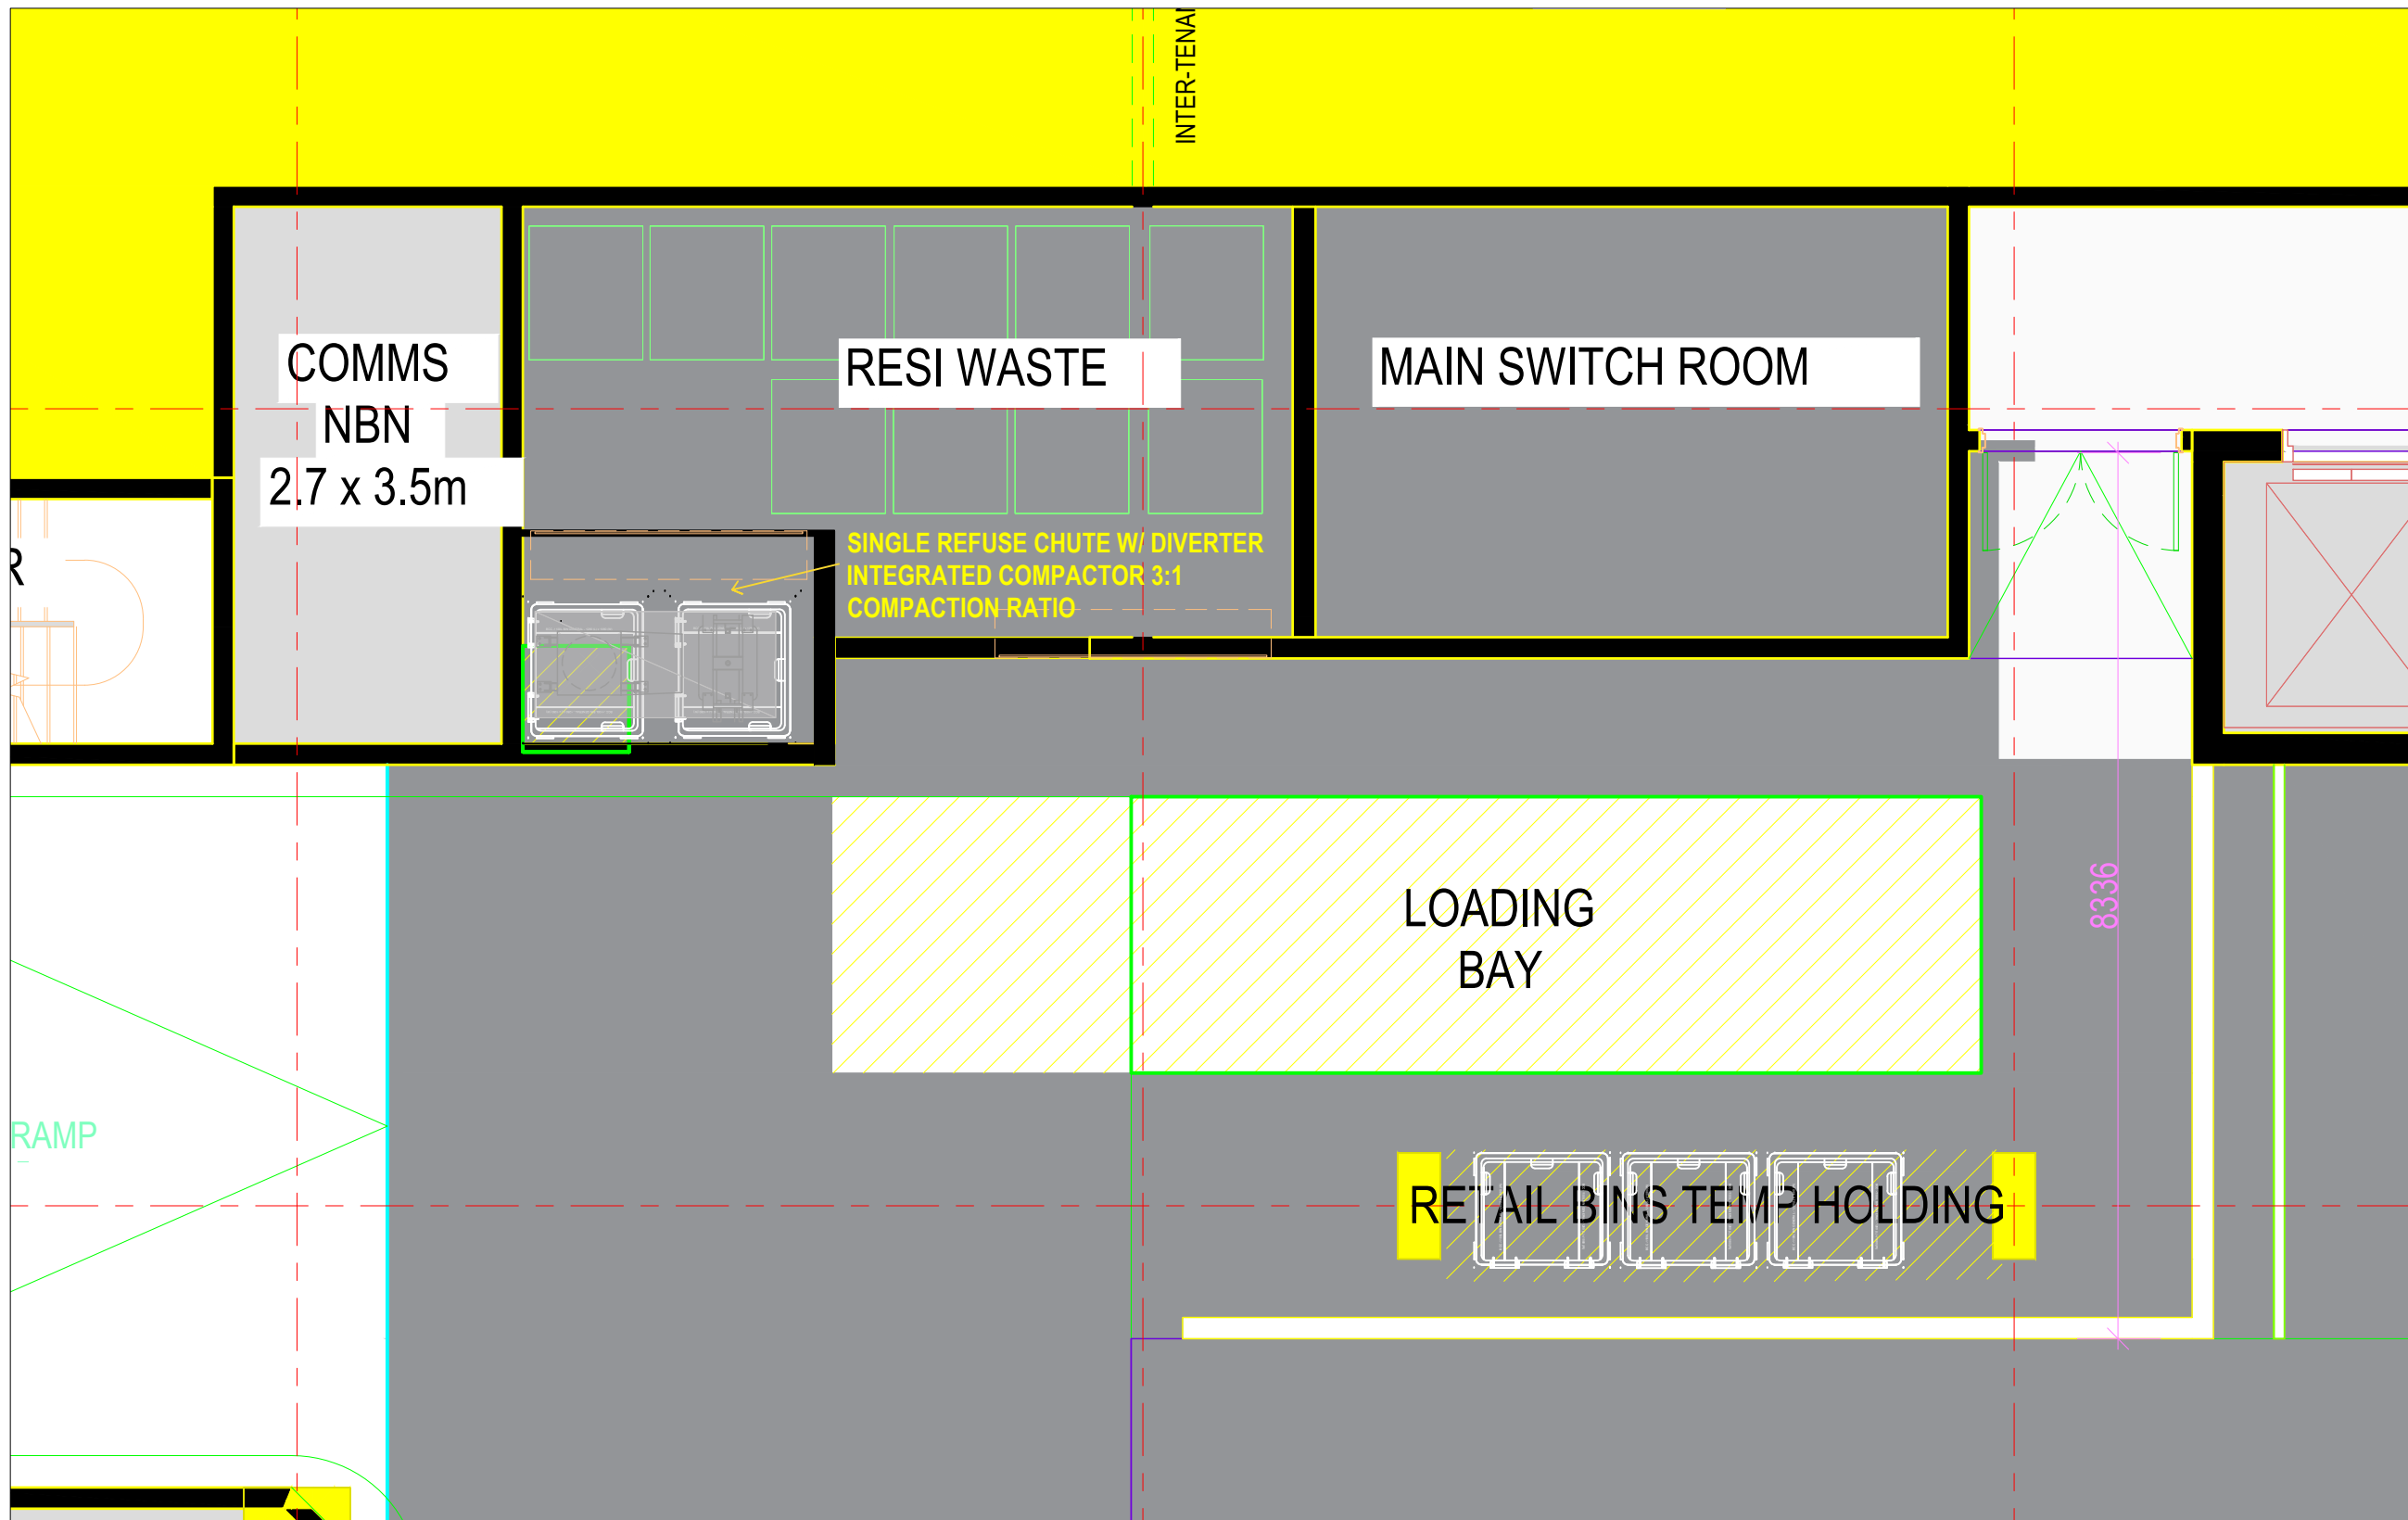 INTER-TENAN
COMMS
NBN
2.7 x 3.5m
RESI WASTE
MAIN SWITCH ROOM
SINGLE REFUSE CHUTE W/ DIVERTER
INTEGRATED COMPACTOR 3:1
COMPACTION RATIO
R
LOADING
BAY
8336
RAMP
RETAIL BINS TEMP HOLDING